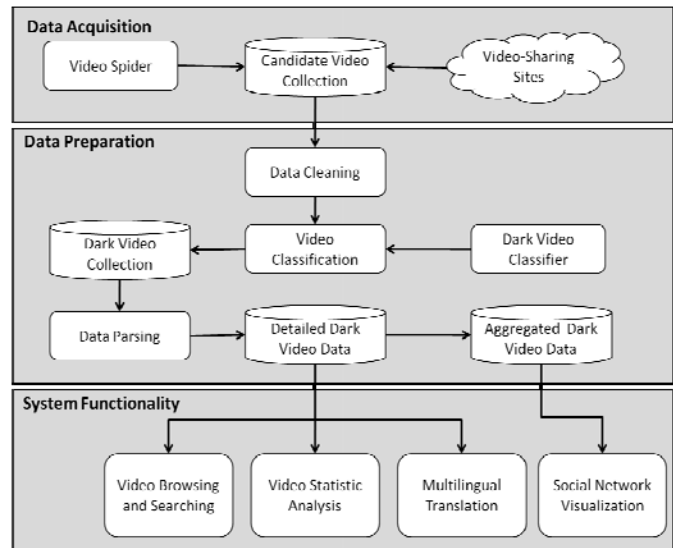 Data Acquisition
Video Spider
Candidate Video
Collection
Video-Sharing
Sites
Data Preparation
Data Cleaning
Dark Video
Collection
Video
Classification
Dark Video
Classifier
Data Parsing
Detailed Dark
Video Data
Aggregated Dark
Video Data
System Functionality
Video Browsing
and Searching
Video Statistic
Analysis
Multilingual
Translation
Social Network
Visualization